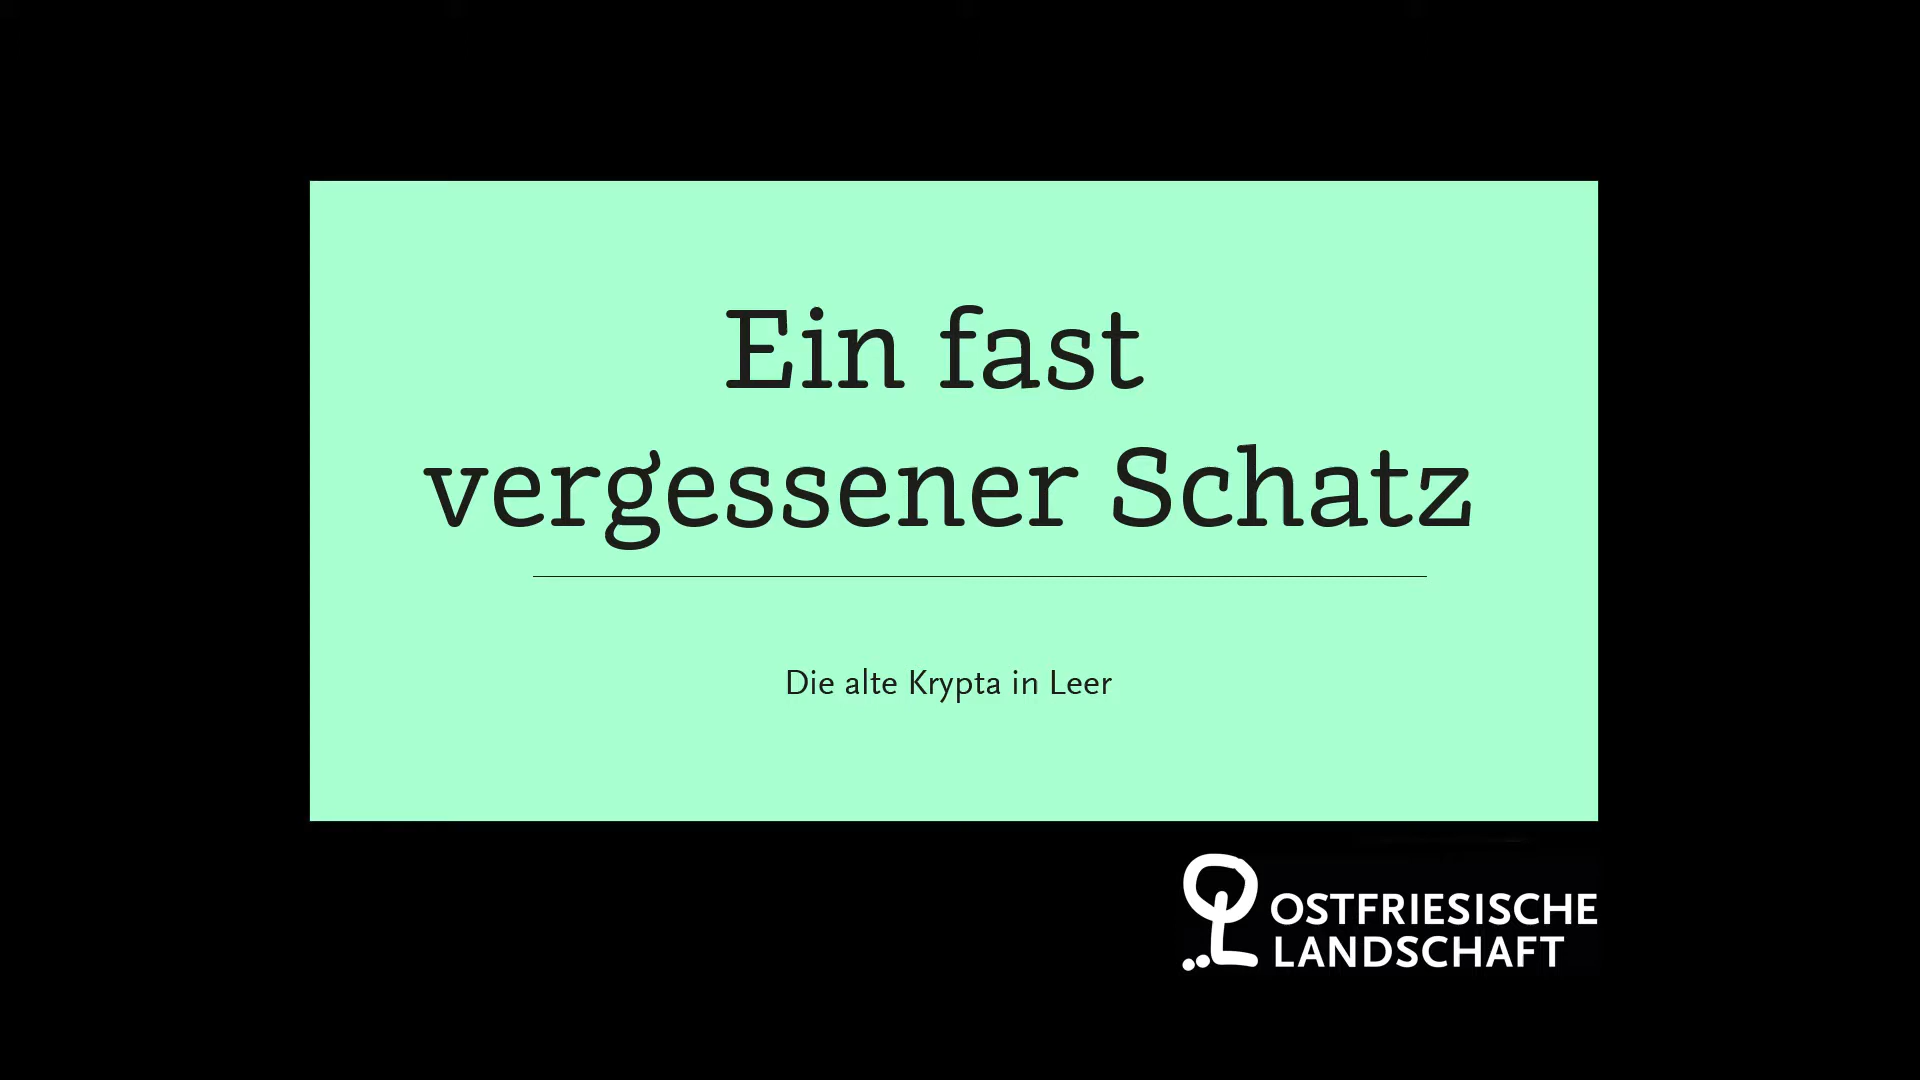 Ein fast
vergessener Schatz
Die alte Krypta in Leer
OSTFRIESISCHE
LANDSCHAFT